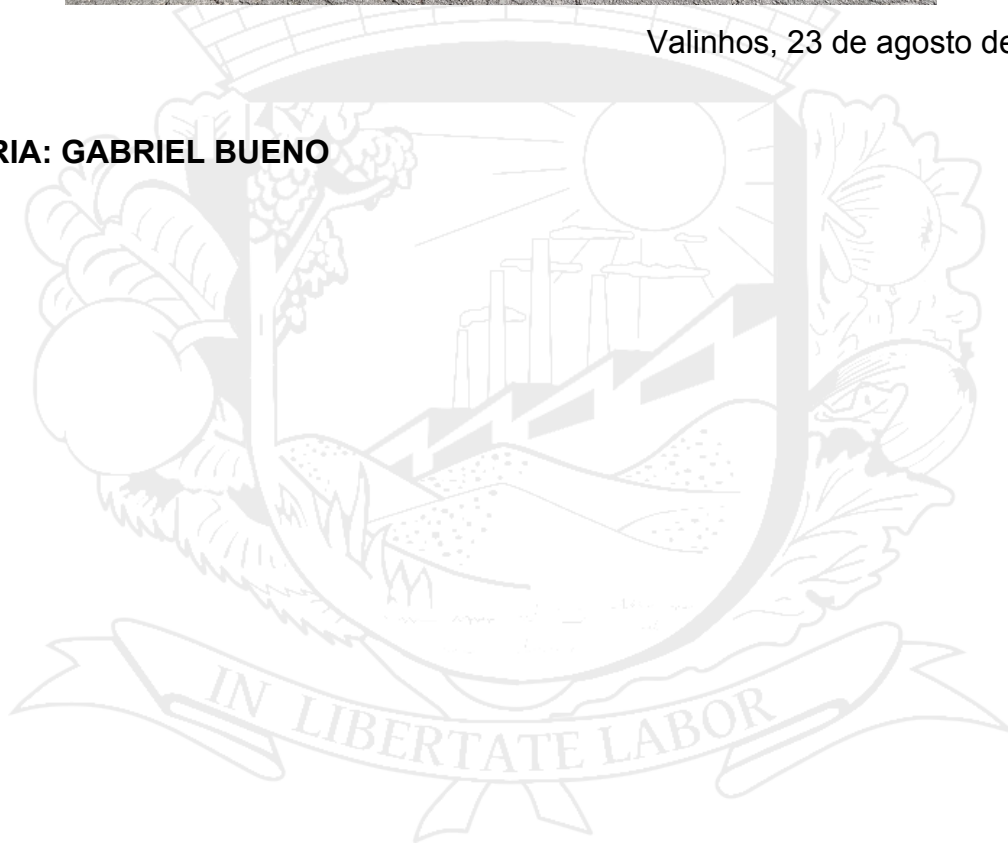 Valinhos, 23 de agosto de
RIA: GABRIEL BUENO
IN LIBERTATE LABOR